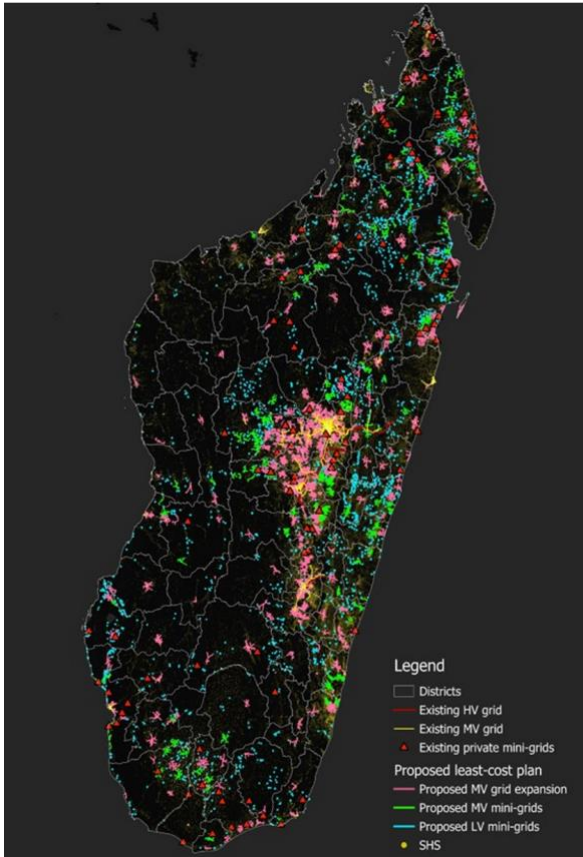 Legend
Districts
Existing HV grid
Existing MV grid
Existing private mini-grids
Proposed least-cost plan
Proposed MV grid expansion
Proposed MV mini-grids
Proposed LV mini-grids
SHS